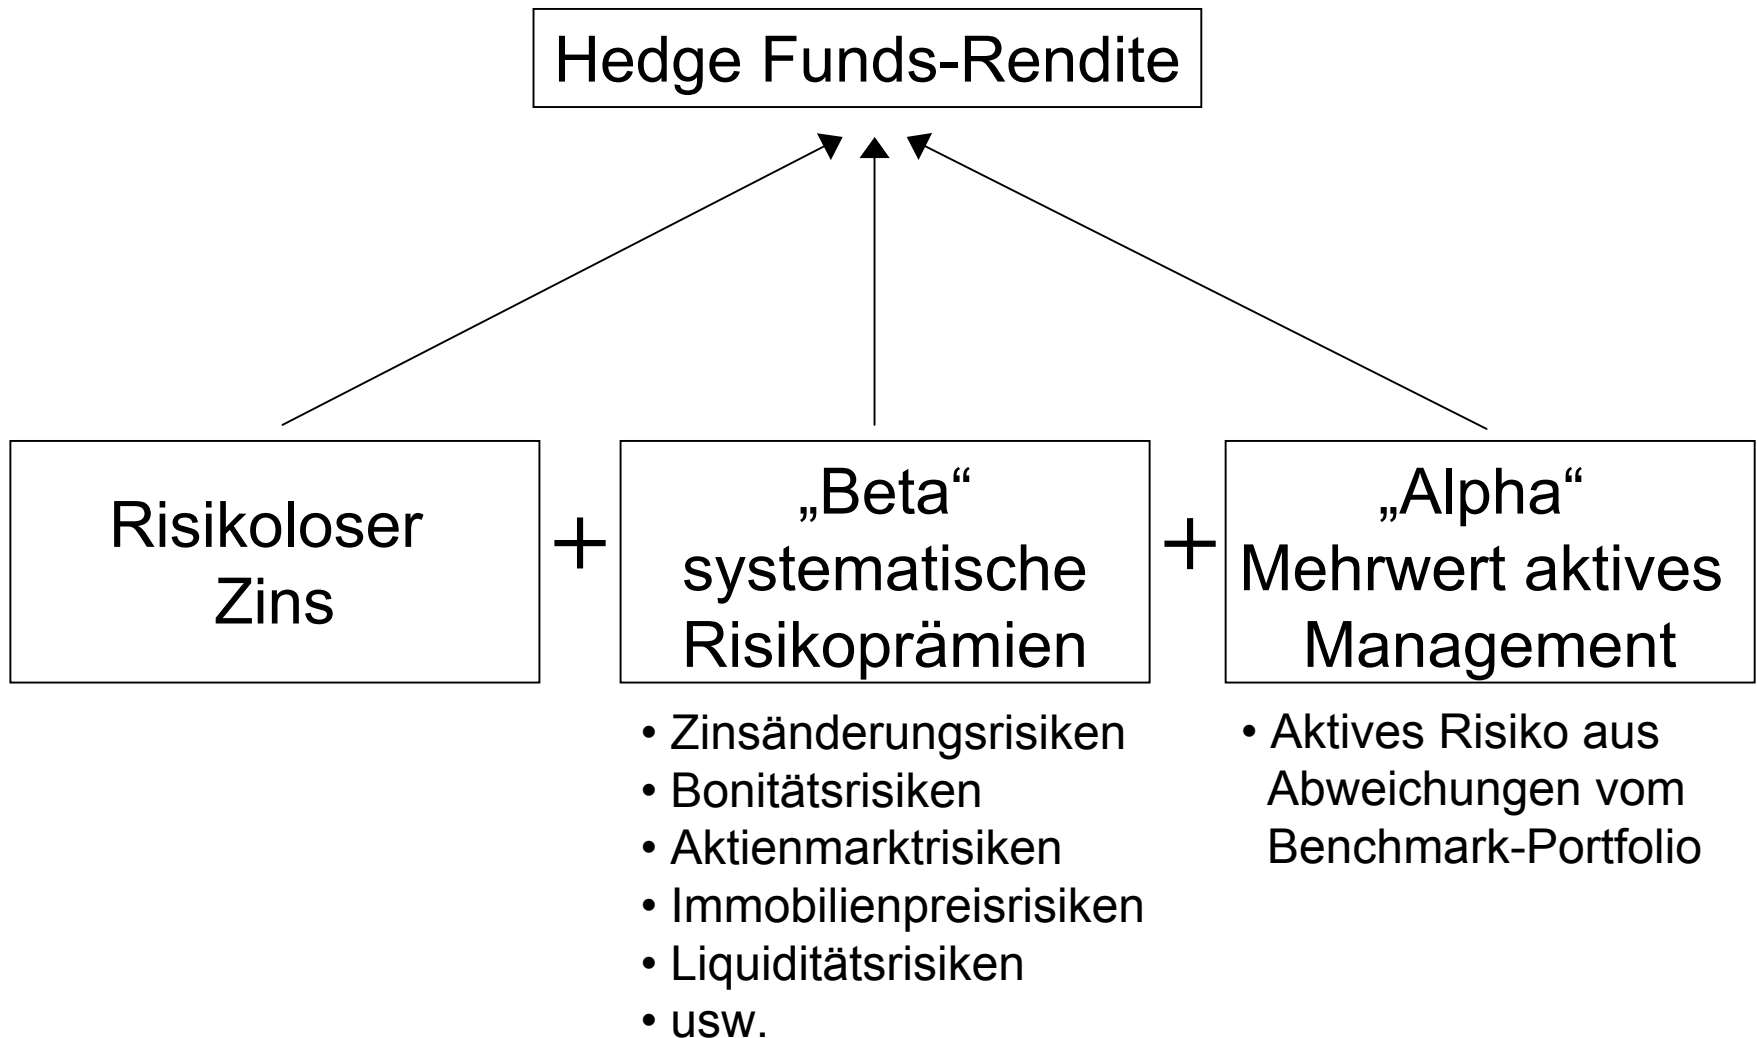 Hedge Funds-Rendite
Risikoloser
Zins
+
„Beta“
systematische
Risikoprämien
+
„Alpha“
Mehrwert aktives
Management
• Zinsänderungsrisiken
• Bonitätsrisiken
• Aktienmarktrisiken
• Immobilienpreisrisiken
• Liquiditätsrisiken
• usw.
• Aktives Risiko aus
Abweichungen vom
Benchmark-Portfolio